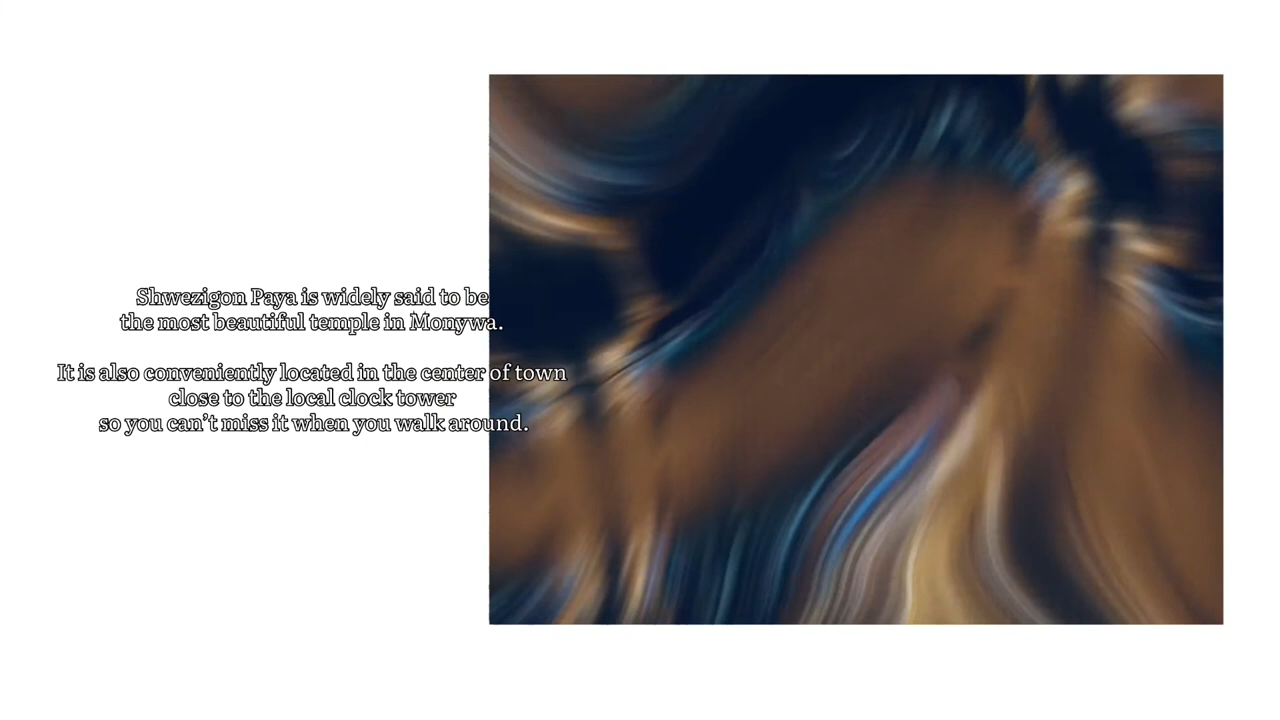 Shwezigon Paya is widely said to be
the most beautiful temple in Monywa.
It is also conveniently located in the center of town
close to the local clock tower
so you can’t miss it when you walk around.